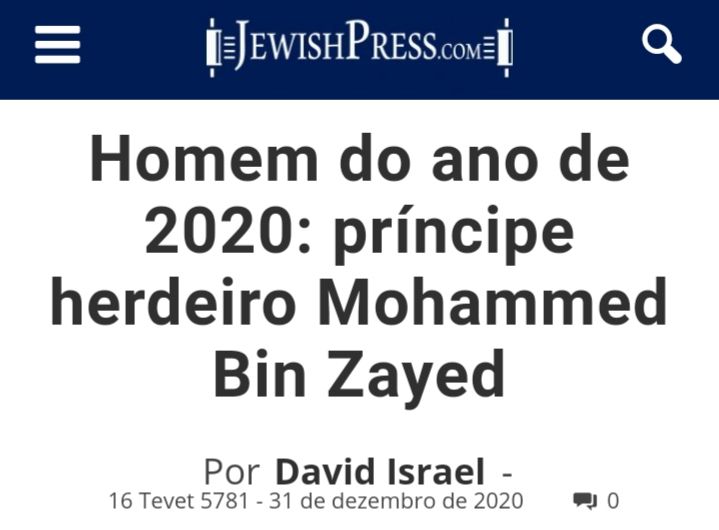 JEWISHPRESS.COM
Homem do ano de
2020: príncipe
herdeiro Mohammed
Bin Zayed
Por David Israel -
16 Tevet 5781 - 31 de dezembro de 2020 0